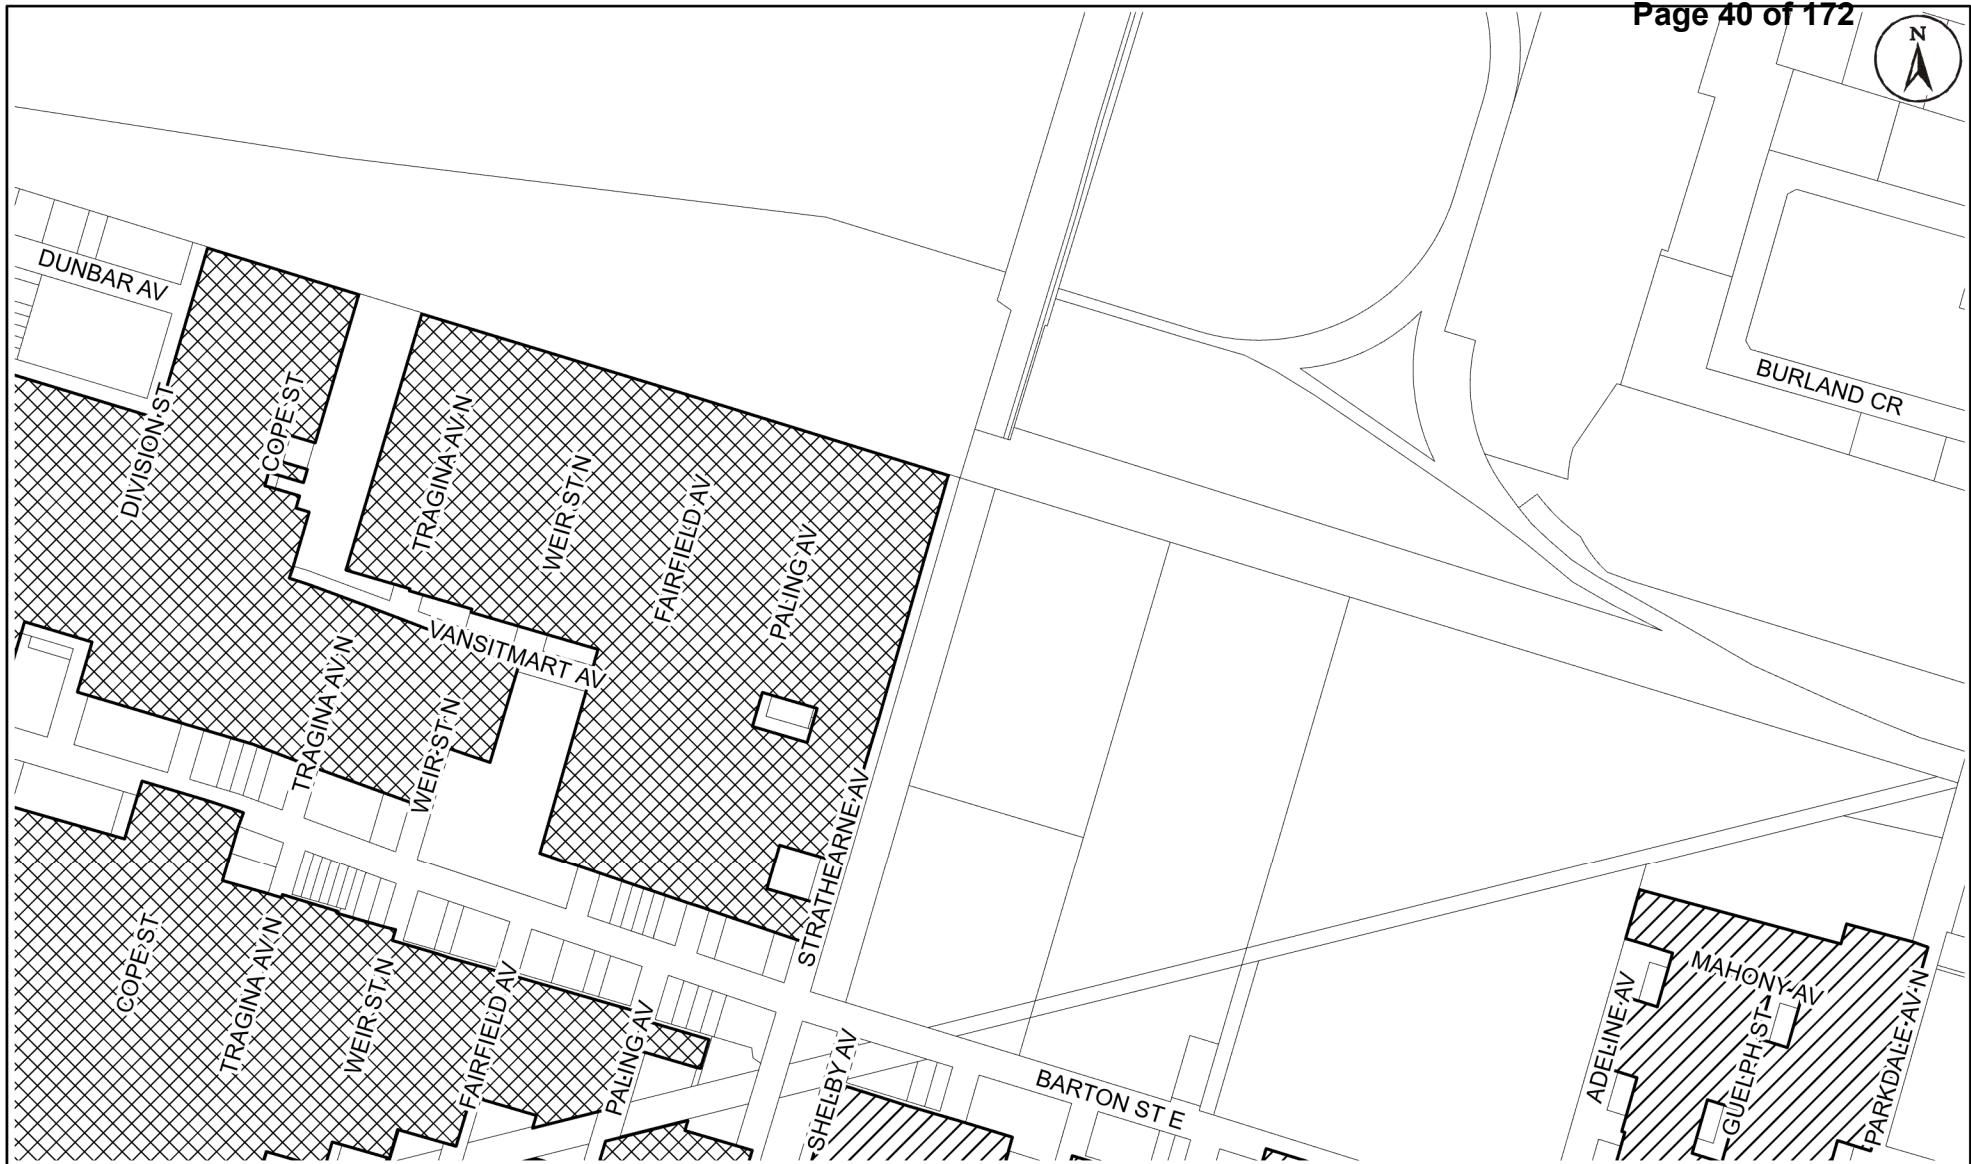 Page 40 of 172
N
DUNBAR AV
BURLAND CR
DIVISION ST
COPE ST
TRAGINA AV N
WEIR ST N
FAIRFIELD AV
PALING AV
VANSITMART AV
TRAGINA AV N
WEIR ST N
STRATHEARNE AV
COPE ST
TRAGINA AV N
WEIR ST N
FAIRFIELD AV
PALING AV
SHELBY AV
BARTON ST E
ADELINE AV
MAHONY AV
GUELPH ST
PARKDALE AV N